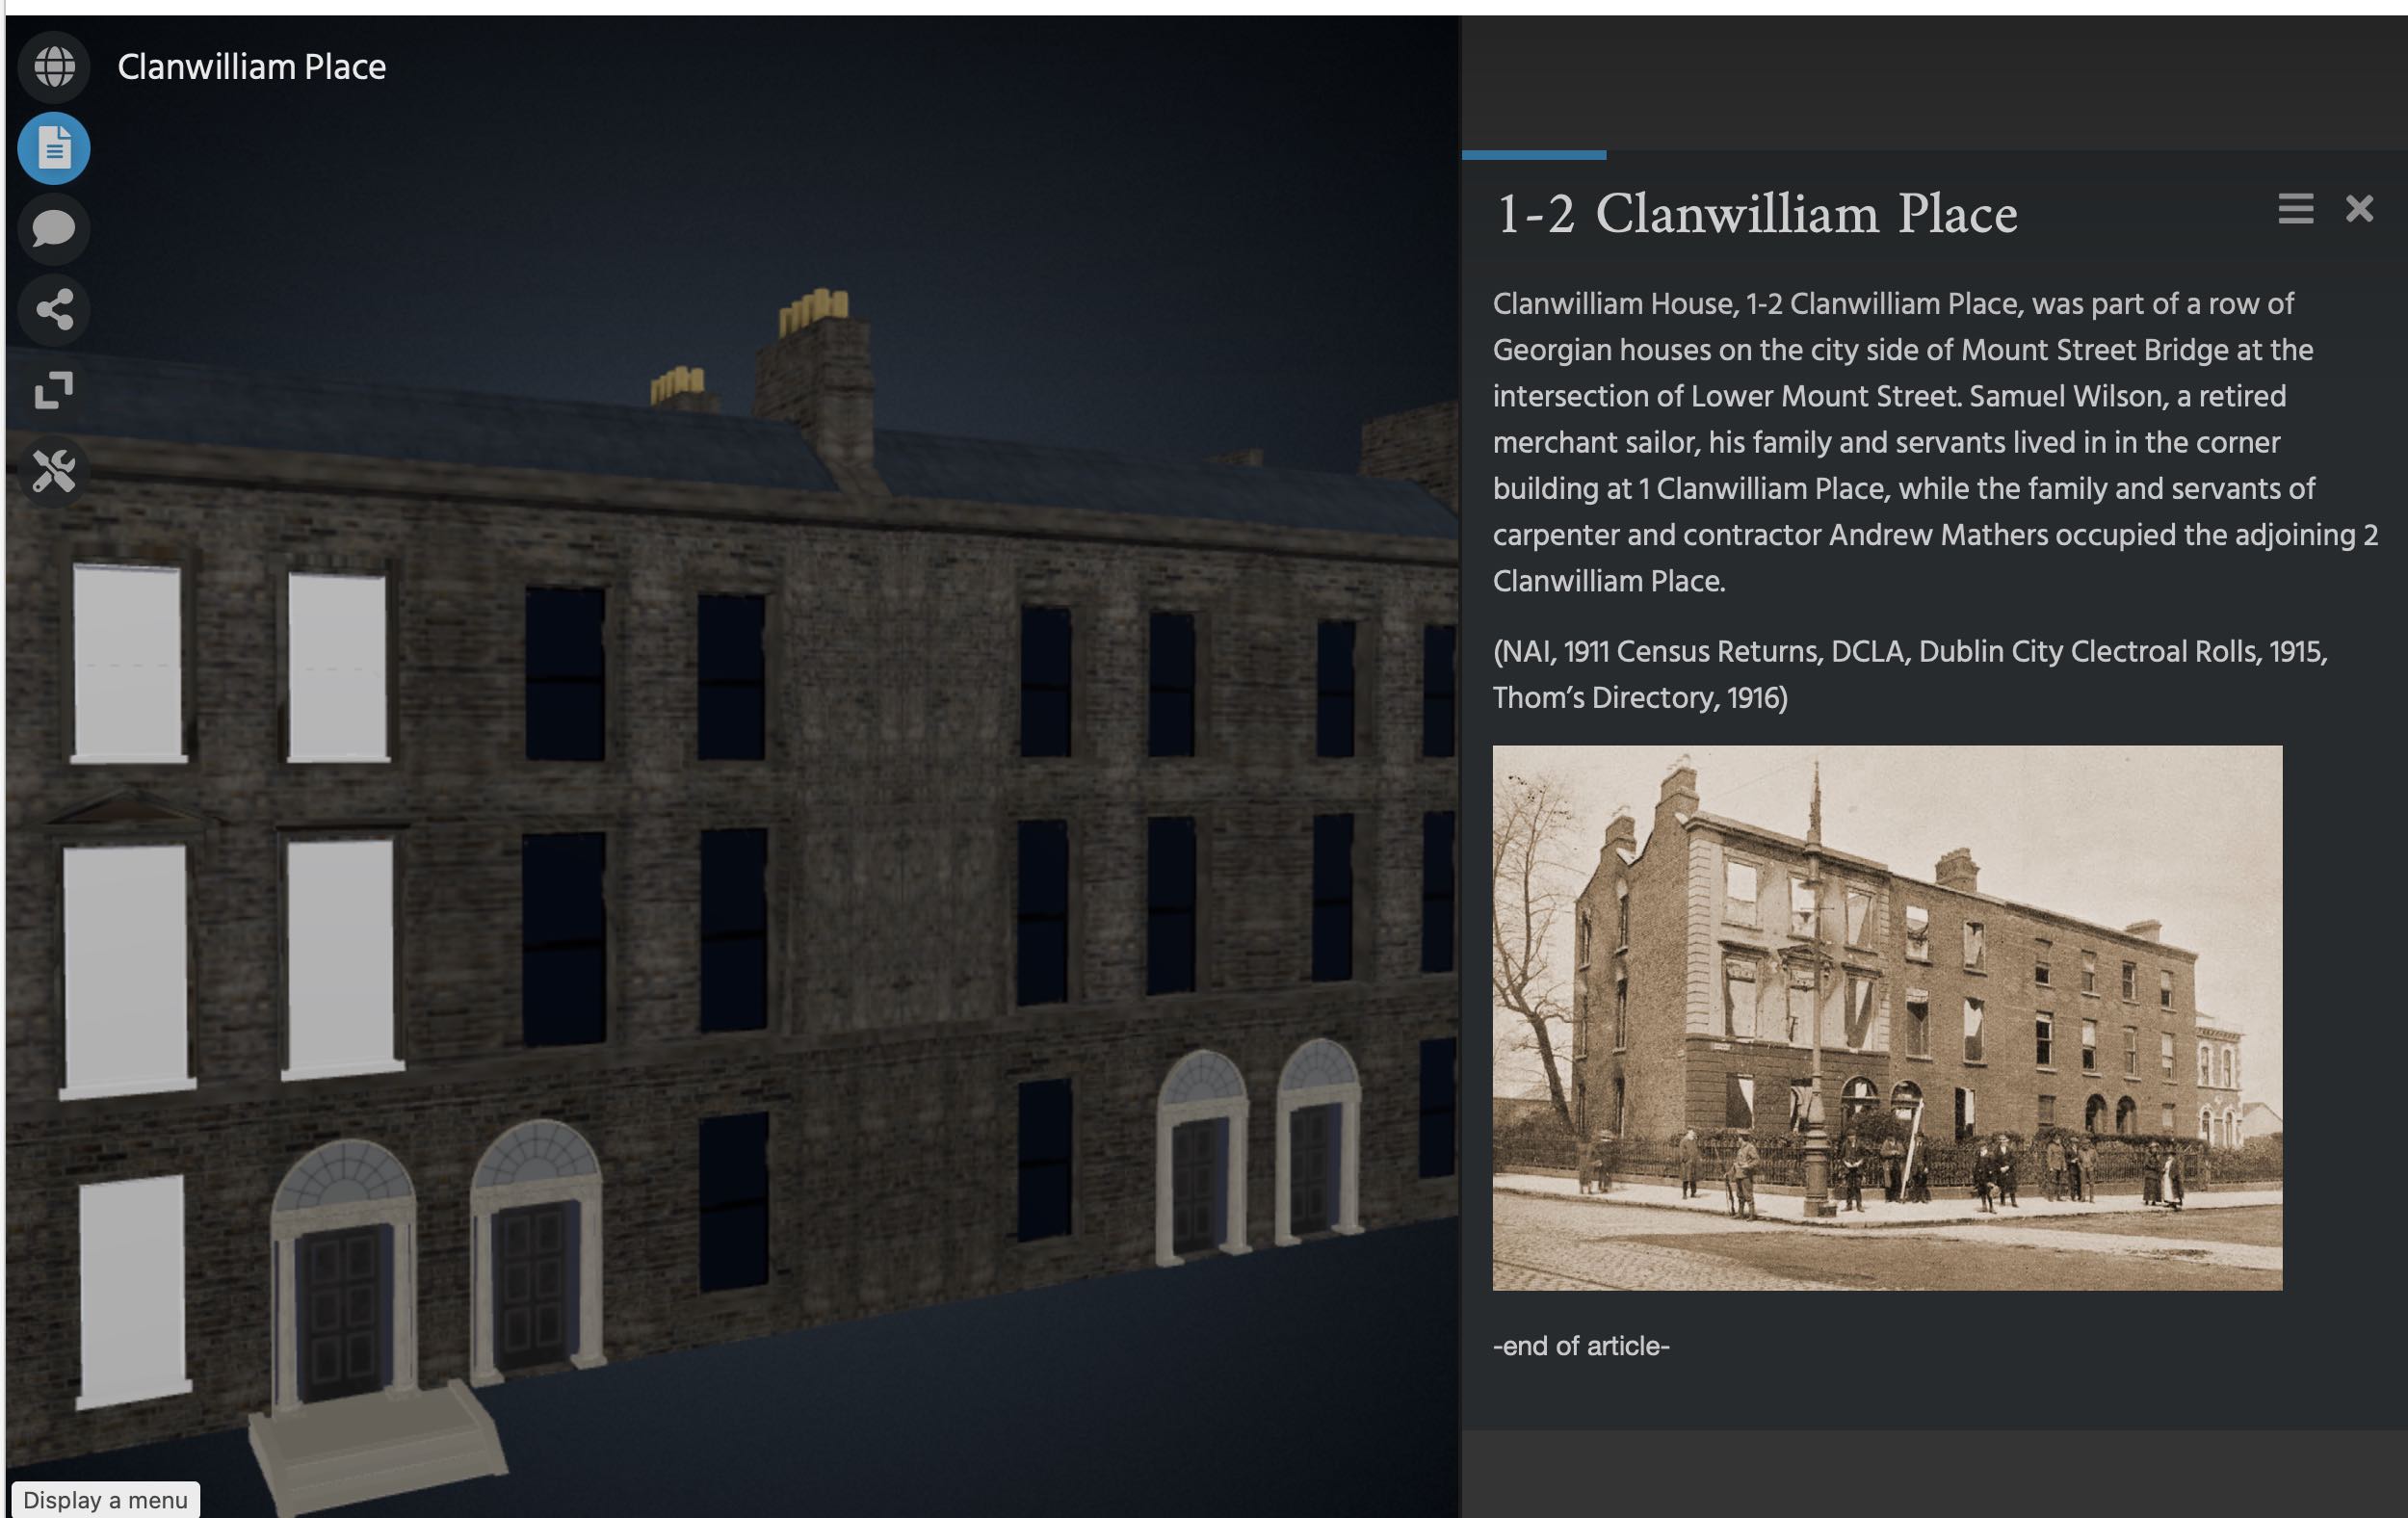 Clanwilliam Place
1-2 Clanwilliam Place
Clanwilliam House, 1-2 Clanwilliam Place, was part of a row of
Georgian houses on the city side of Mount Street Bridge at the
intersection of Lower Mount Street. Samuel Wilson, a retired
merchant sailor, his family and servants lived in in the corner
building at 1 Clanwilliam Place, while the family and servants of
carpenter and contractor Andrew Mathers occupied the adjoining 2
Clanwilliam Place.
(NAI, 1911 Census Returns, DCLA, Dublin City Clectroal Rolls, 1915,
Thom’s Directory, 1916)
-end of article-
Display a menu